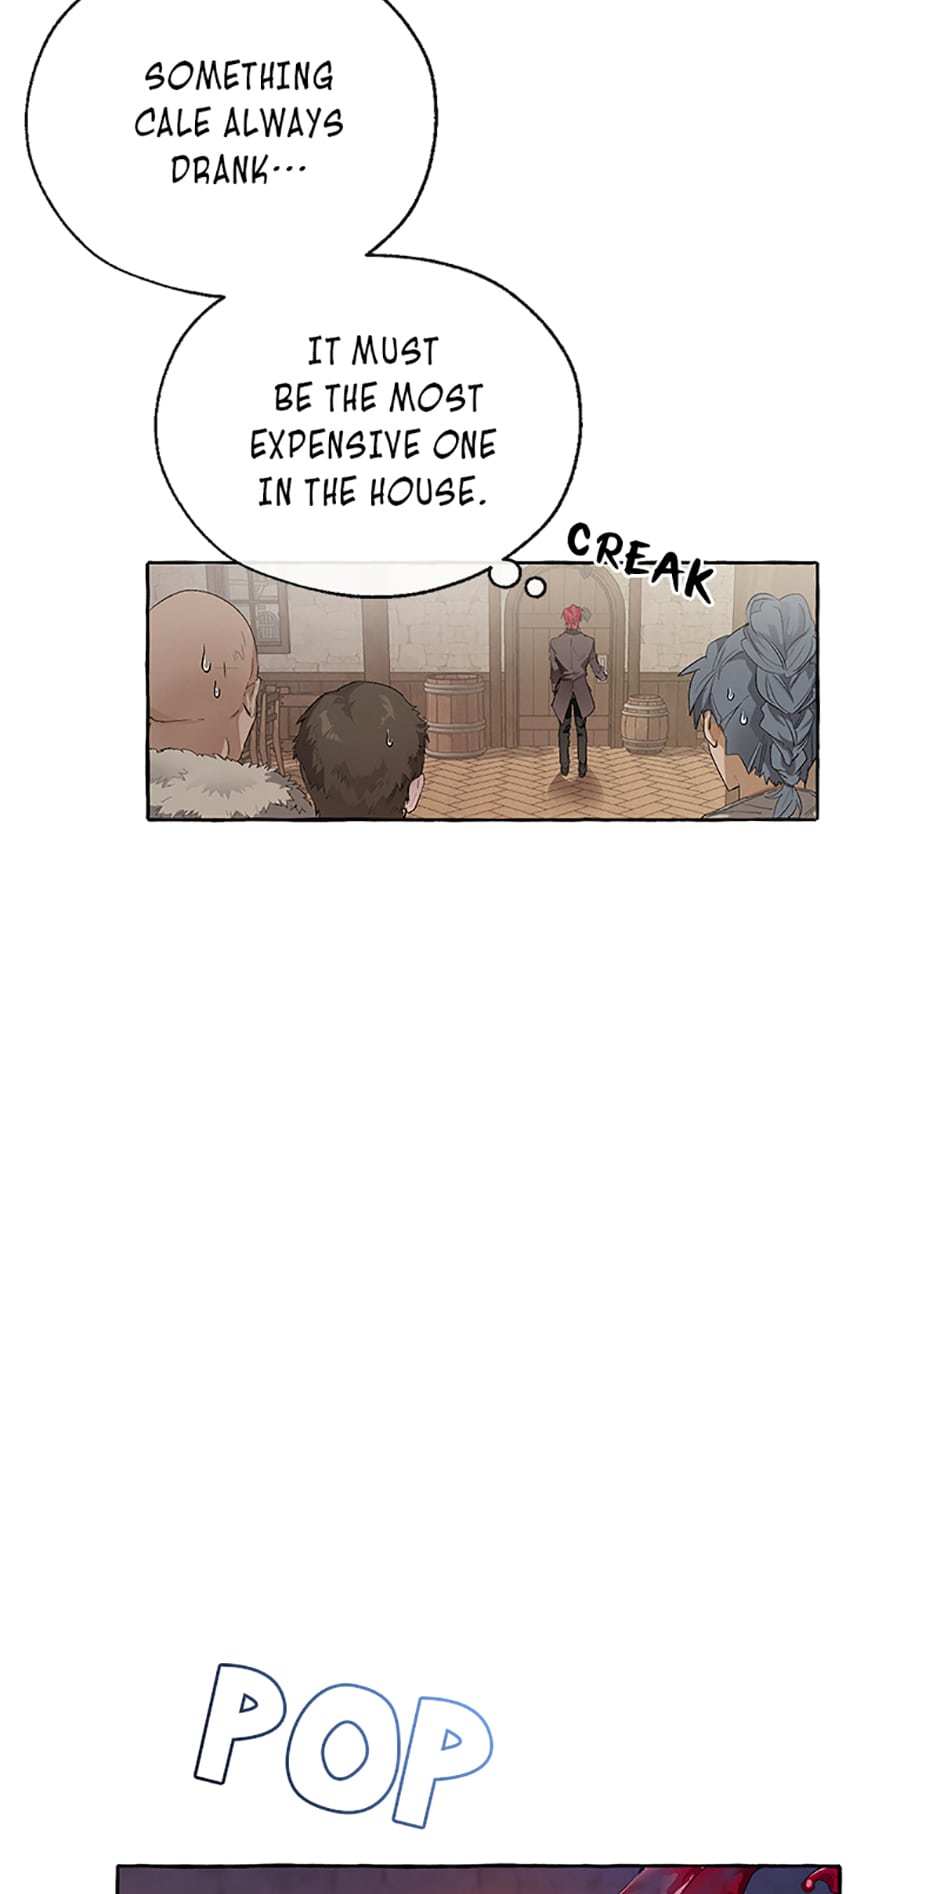 SOMETHING
CALE ALWAYS
DRANK...
IT MUST
BE THE MOST
EXPENSIVE ONE
IN THE HOUSE.
CREAK
POP